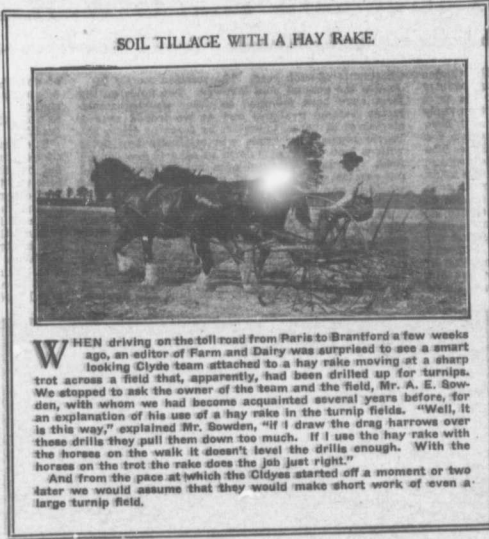 SOIL TILLAGE WITH A HAY RAKE
WHEN driving on the toll road from Paris to Brantford a few weeks
ago, an editor of Farm and Dairy was surprised to see a smart
looking Clyde team attached to a hay rake moving at a sharp
trot across a field that, apparently, had been drilled up for turnips.
We stopped to ask the owner of the team and the field, Mr. A. E. Sow-
den, with whom we had become acquainted several years before, for
an explanation of his use of a hay rake in the turnip fields. "Well, it
is this way," explained Mr. Sowden, "if I draw the drag harrows over
these drills they pull them down too much. If I use the hay rake with
the horses on the walk it doesn't level the drills enough. With the
horses on the trot the rake does the job just right."
And from the pace at which the Cldyes started off a moment or two
later we would assume that they would make short work of even a
large turnip field.